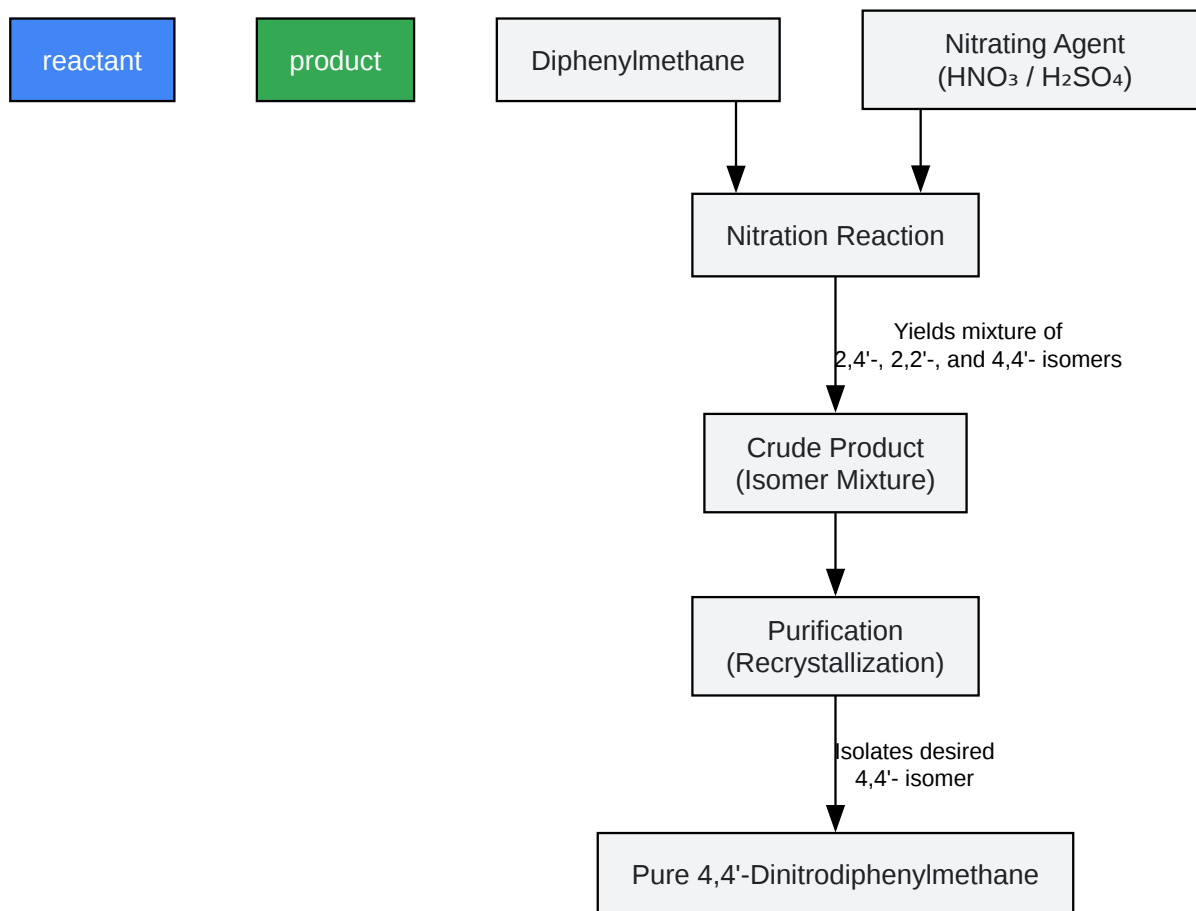 reactant
product
Diphenylmethane
Nitrating Agent
(HNO₃ / H₂SO₄)
Nitration Reaction
Yields mixture of
2,4'-, 2,2'-, and 4,4'- isomers
Crude Product
(Isomer Mixture)
Purification
(Recrystallization)
Isolates desired
4,4'- isomer
Pure 4,4'-Dinitrodiphenylmethane